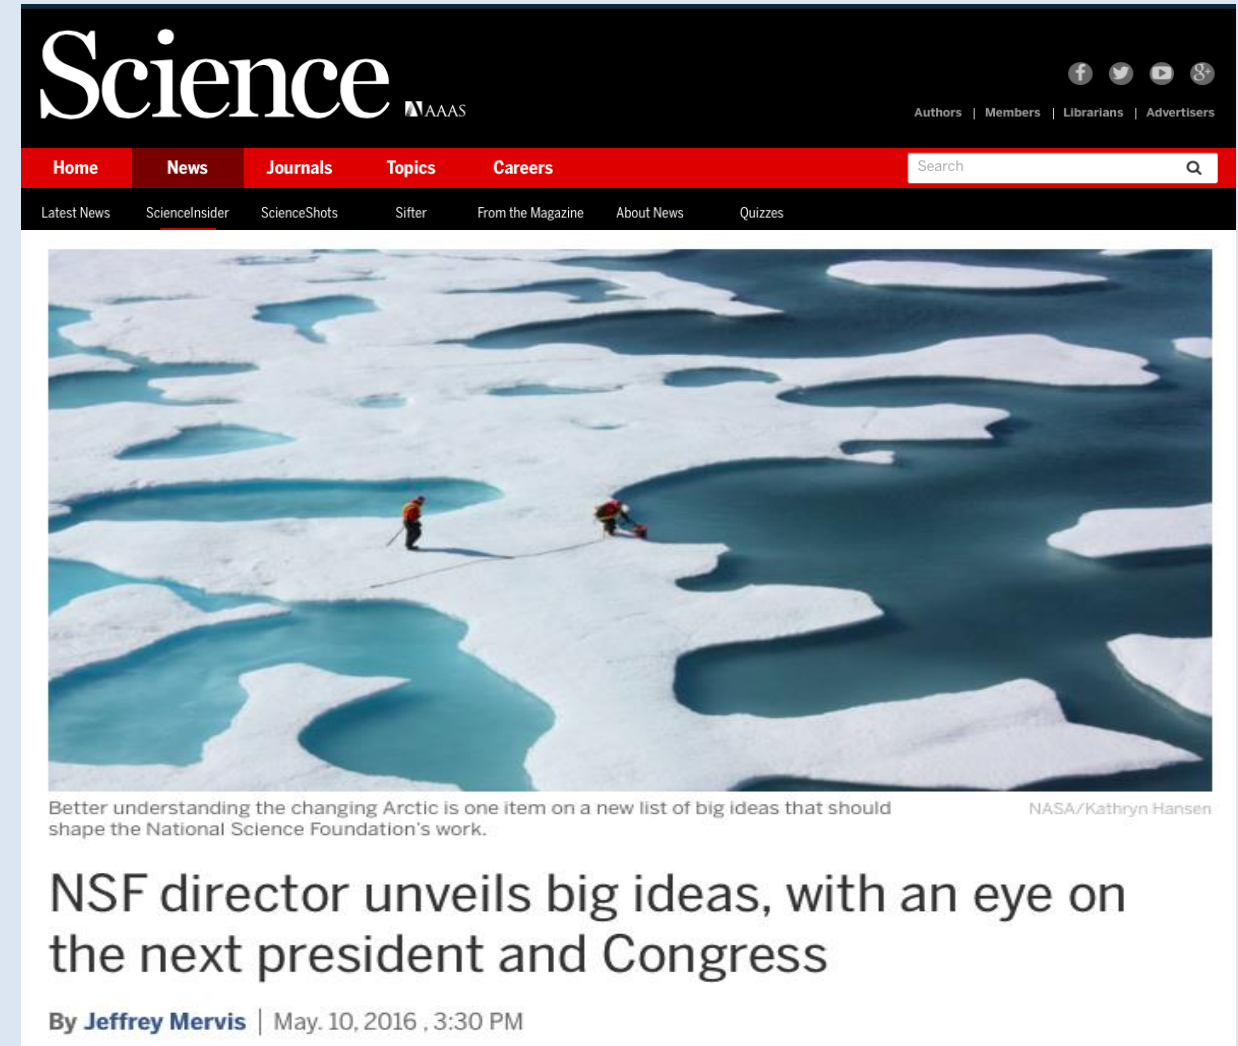 Science AAAS
Authors | Members | Librarians | Advertisers
Home News Journals Topics Careers Search
Latest News ScienceInsider ScienceShots Sifter From the Magazine About News Quizzes
Better understanding the changing Arctic is one item on a new list of big ideas that should NASA/Kathryn Hansen
shape the National Science Foundation's work.
NSF director unveils big ideas, with an eye on
the next president and Congress
By Jeffrey Mervis | May. 10, 2016 , 3:30 PM